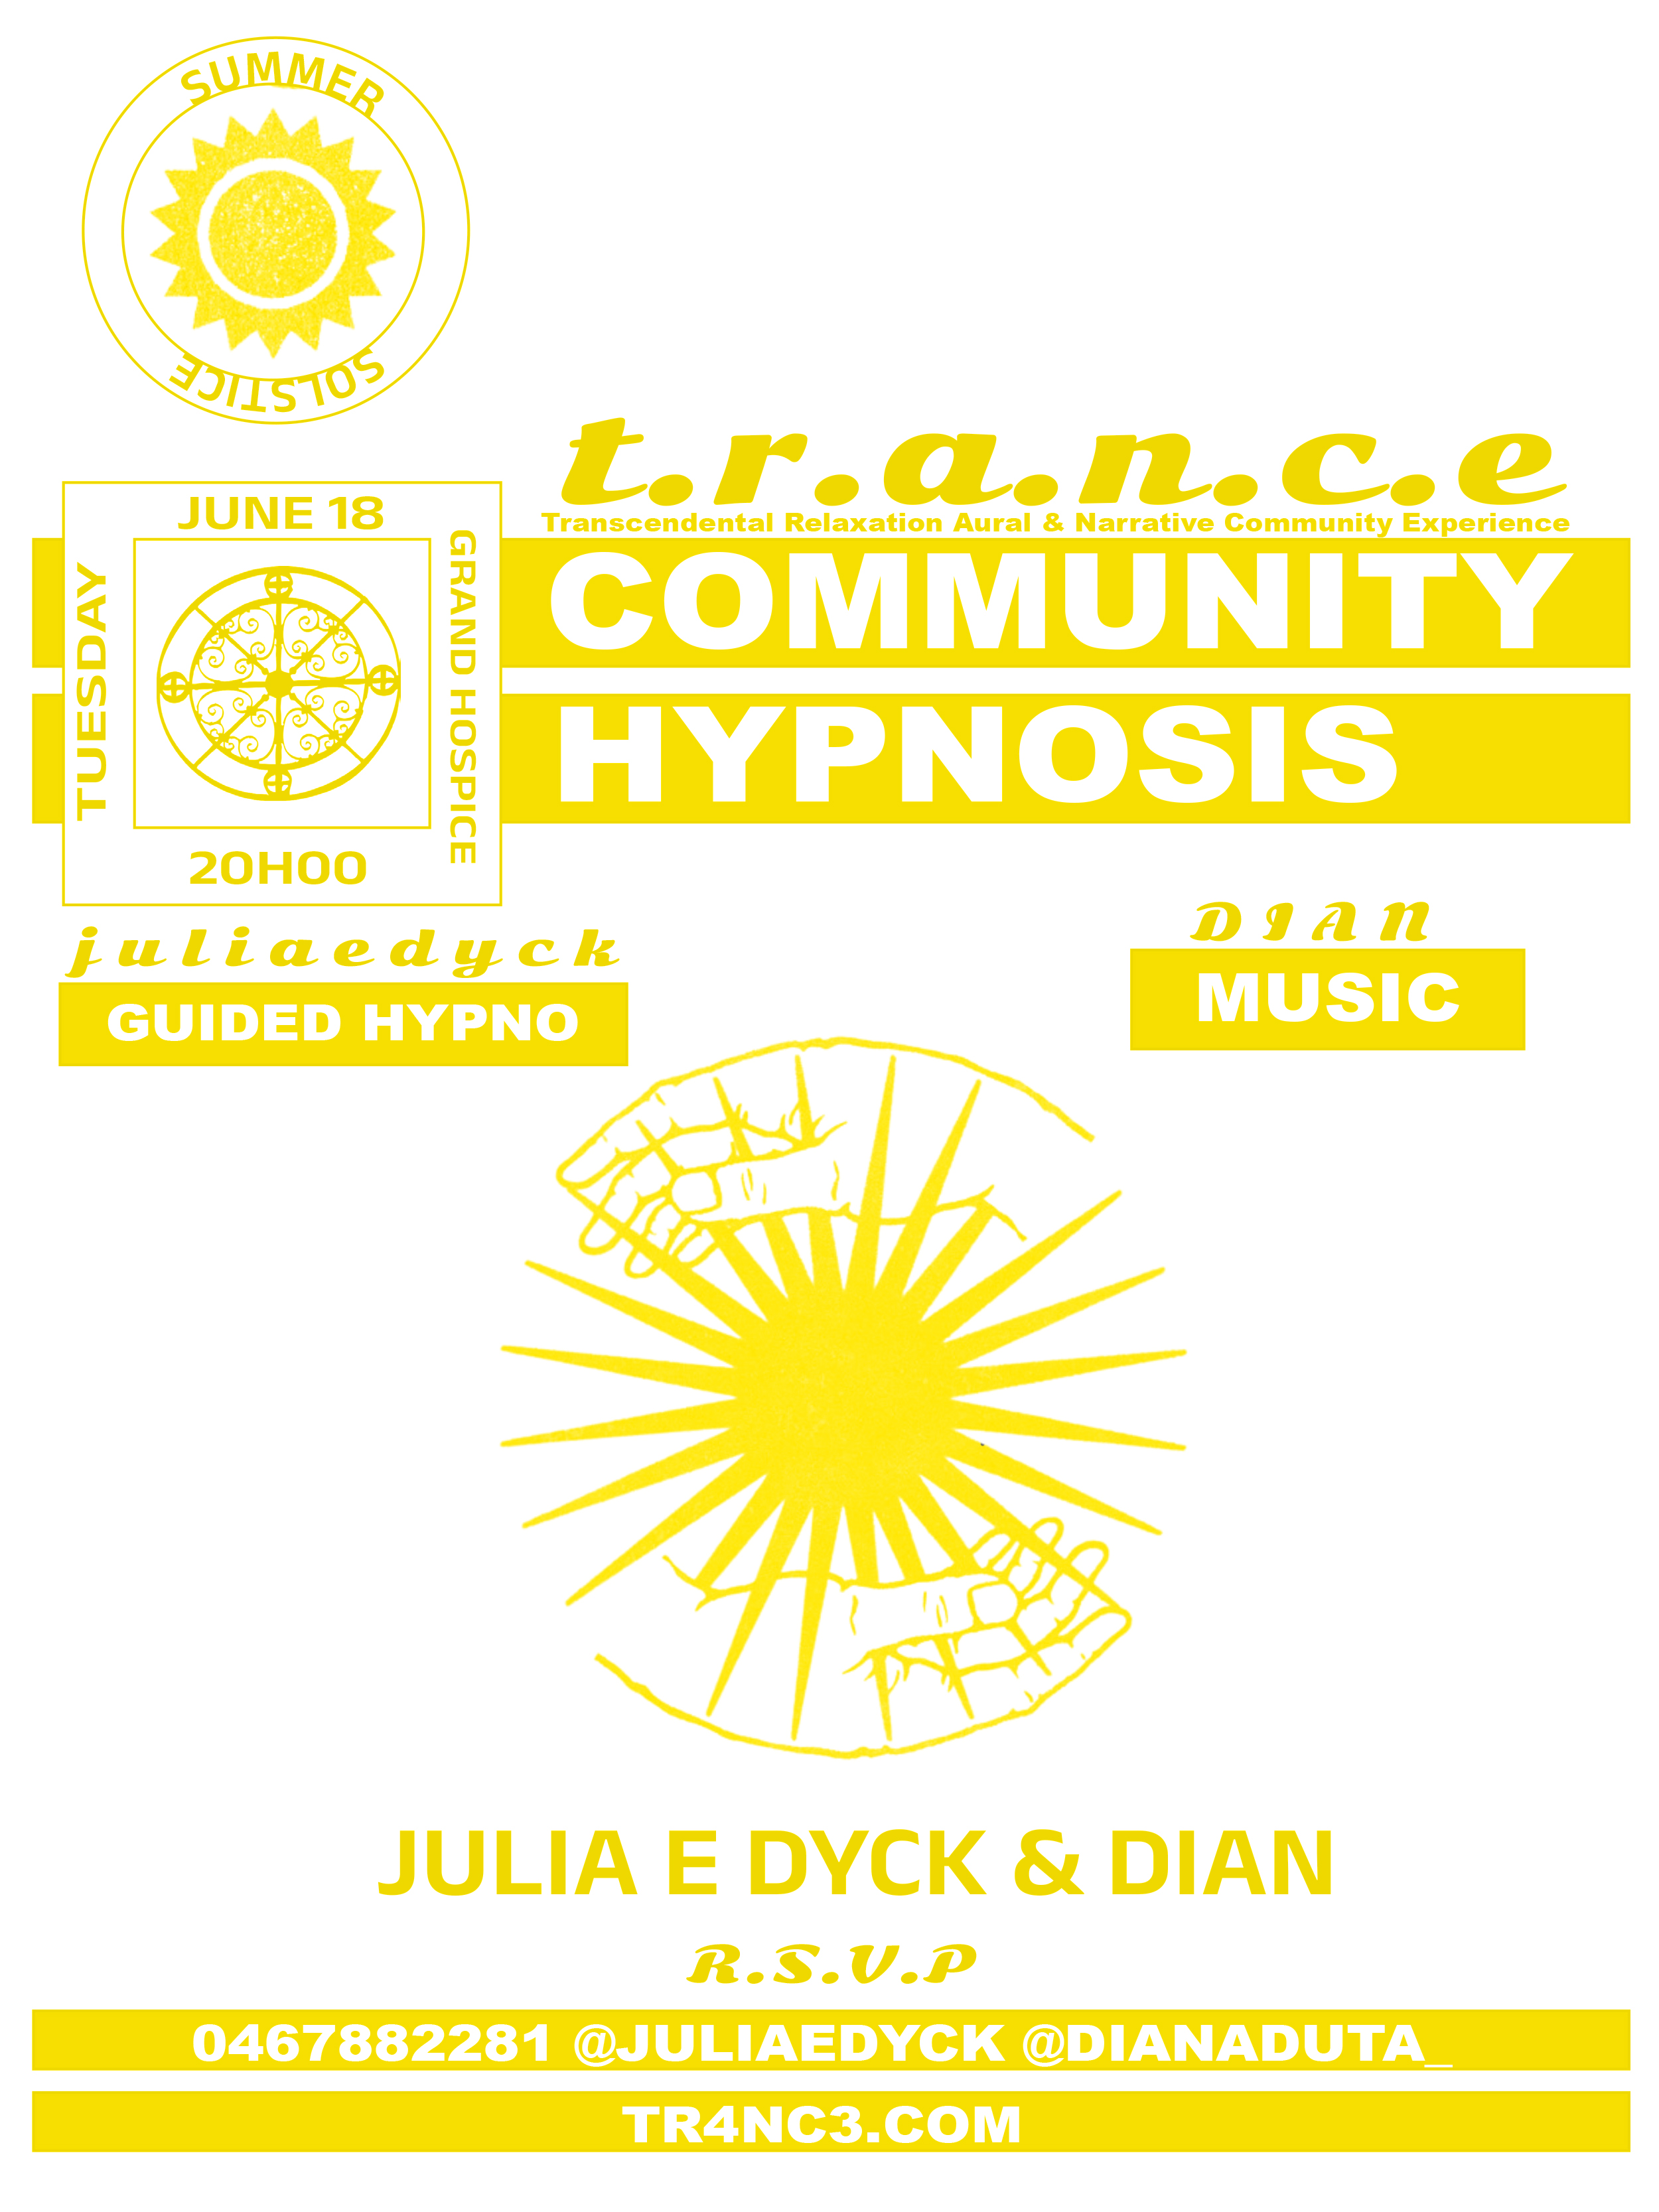 SUMMER
SOLSTICE
t.r.a.n.c.e
Transcendental Relaxation Aural & Narrative Community Experience
COMMUNITY
HYPNOSIS
JUNE 18
TUESDAY
GRAND HOSPICE
20H00
juliaedyck
GUIDED HYPNO
D'IAN
MUSIC
JULIA E DYCK & DIAN
R.S.V.P
0467882281 @JULIAEDYCK @DIANADUTA_
TR4NC3.COM